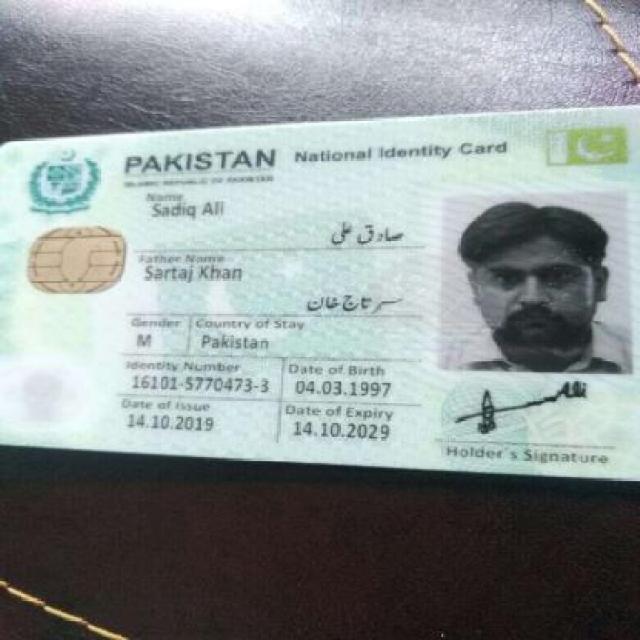 PAKISTAN National Identity Card
ISLAMIC REPUBLIC OF PAKISTAN
Name
Sadiq Ali
صادق علی
Father Name
Sartaj Khan
سرتاج خان
Gender Country of Stay
M Pakistan
Identity Number Date of Birth
16101-5770473-3 04.03.1997
Date of Issue Date of Expiry
14.10.2019 14.10.2029
Holder's Signature